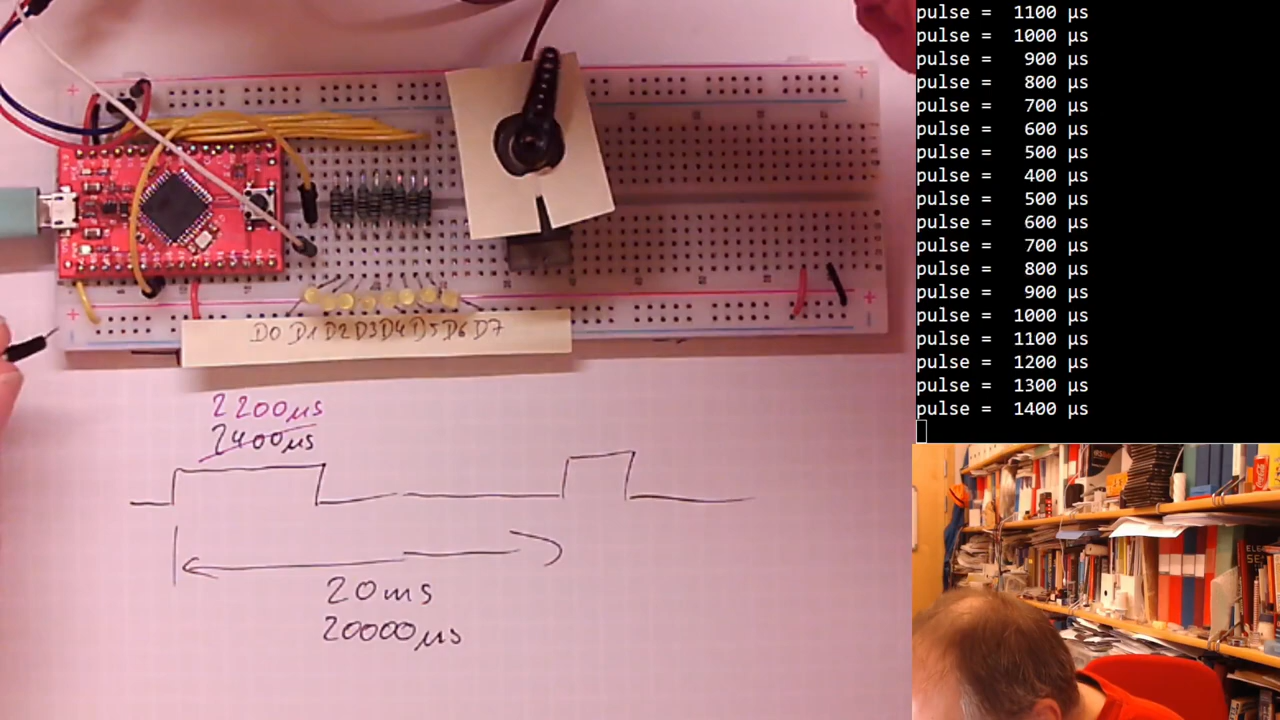 pulse =  1100 µs
pulse =  1000 µs
pulse =   900 µs
pulse =   800 µs
pulse =   700 µs
pulse =   600 µs
pulse =   500 µs
pulse =   400 µs
pulse =   500 µs
pulse =   600 µs
pulse =   700 µs
pulse =   800 µs
pulse =   900 µs
pulse =  1000 µs
pulse =  1100 µs
pulse =  1200 µs
pulse =  1300 µs
pulse =  1400 µs
D0 D1 D2 D3 D4 D5 D6 D7
2200µs
2400µs
20ms
20000µs